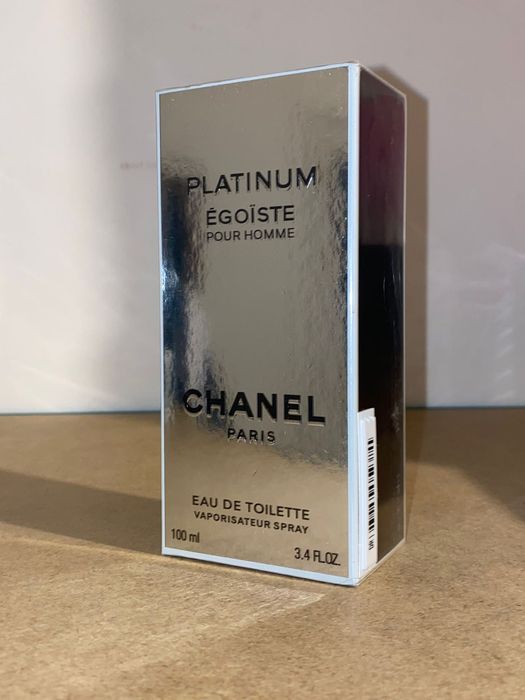 PLATINUM
ÉGOÏSTE
POUR HOMME
CHANEL
PARIS
EAU DE TOILETTE
VAPORISATEUR SPRAY
100 ml
3.4 FL.OZ.